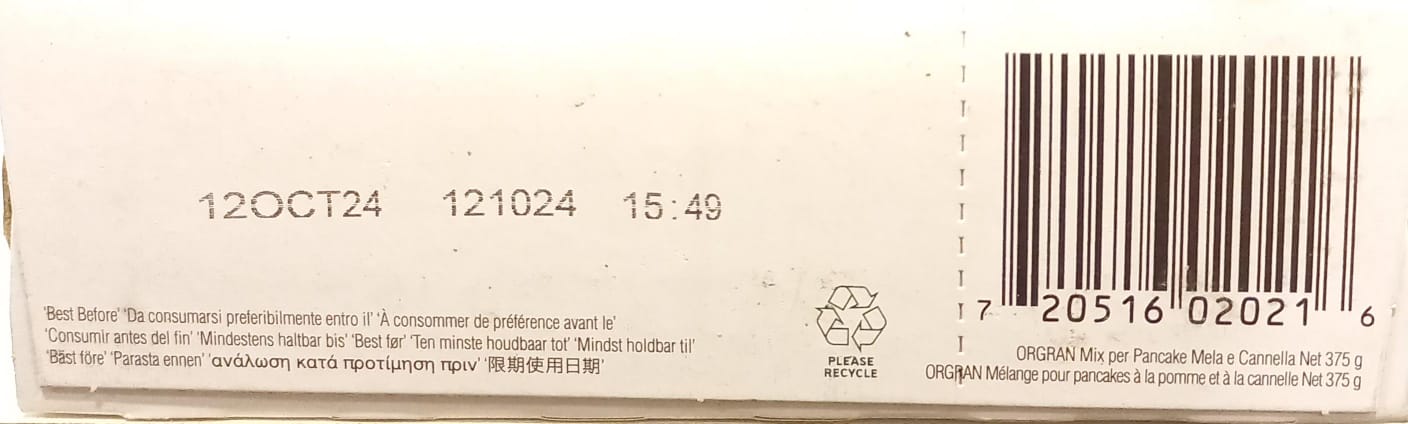 12OCT24 121024 15:49
'Best Before' 'Da consumarsi preferibilmente entro il' 'À consommer de préférence avant le'
'Consumir antes del fin' 'Mindestens haltbar bis' 'Best før' 'Ten minste houdbaar tot' 'Mindst holdbar til'
'Bäst före' 'Parasta ennen' 'ανάλωση κατά προτίμηση πριν' '限期使用日期'
PLEASE
RECYCLE
7 20516 02021 6
ORGRAN Mix per Pancake Mela e Cannella Net 375 g
ORGRAN Mélange pour pancakes à la pomme et à la cannelle Net 375 g